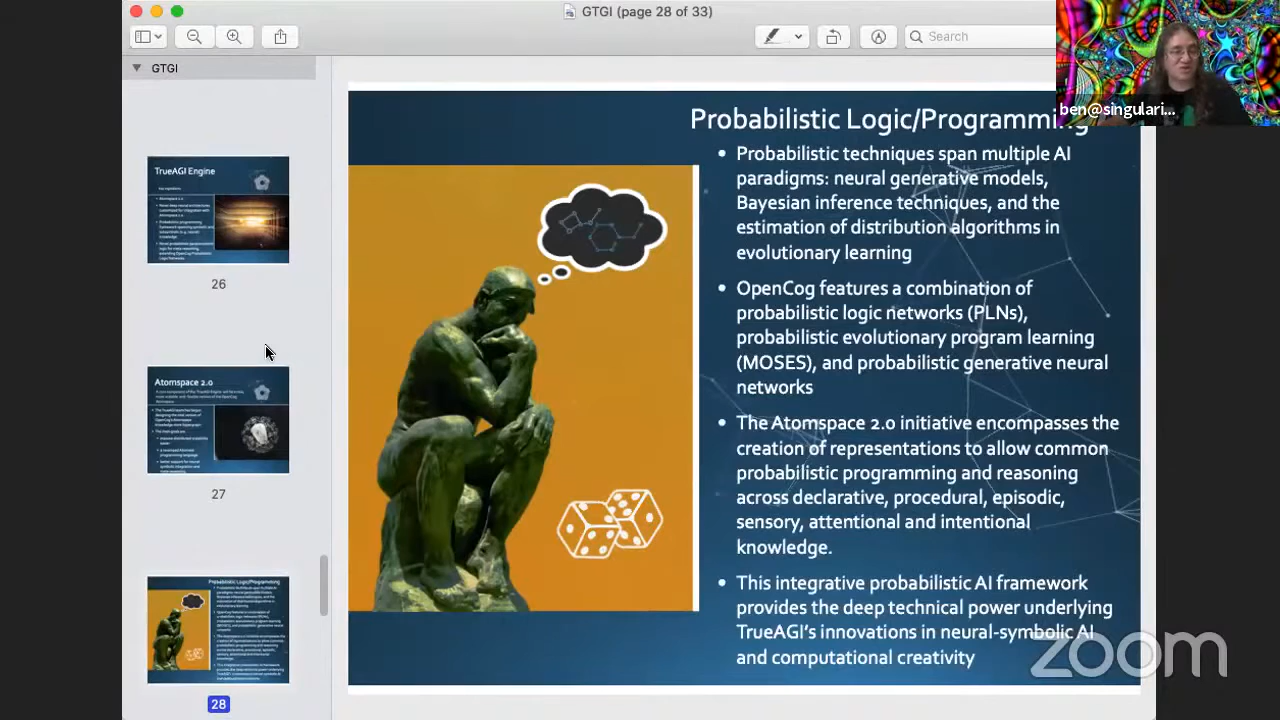 GTGI (page 28 of 33)
Search
GTGI
ben@singulari...
TrueAGI Engine
26
Atomspace 2.0
27
Probabilistic Logic/Programming
28
Probabilistic Logic/Programming
• Probabilistic techniques span multiple AI
paradigms: neural generative models,
Bayesian inference techniques, and the
estimation of distribution algorithms in
evolutionary learning
• OpenCog features a combination of
probabilistic logic networks (PLNs),
probabilistic evolutionary program learning
(MOSES), and probabilistic generative neural
networks
• The Atomspace 2.0 initiative encompasses the
creation of representations to allow common
probabilistic programming and reasoning
across declarative, procedural, episodic,
sensory, attentional and intentional
knowledge.
• This integrative probabilistic AI framework
provides the deep technical power underlying
TrueAGI's innovations in neural-symbolic AI
and computational creativity
zoom